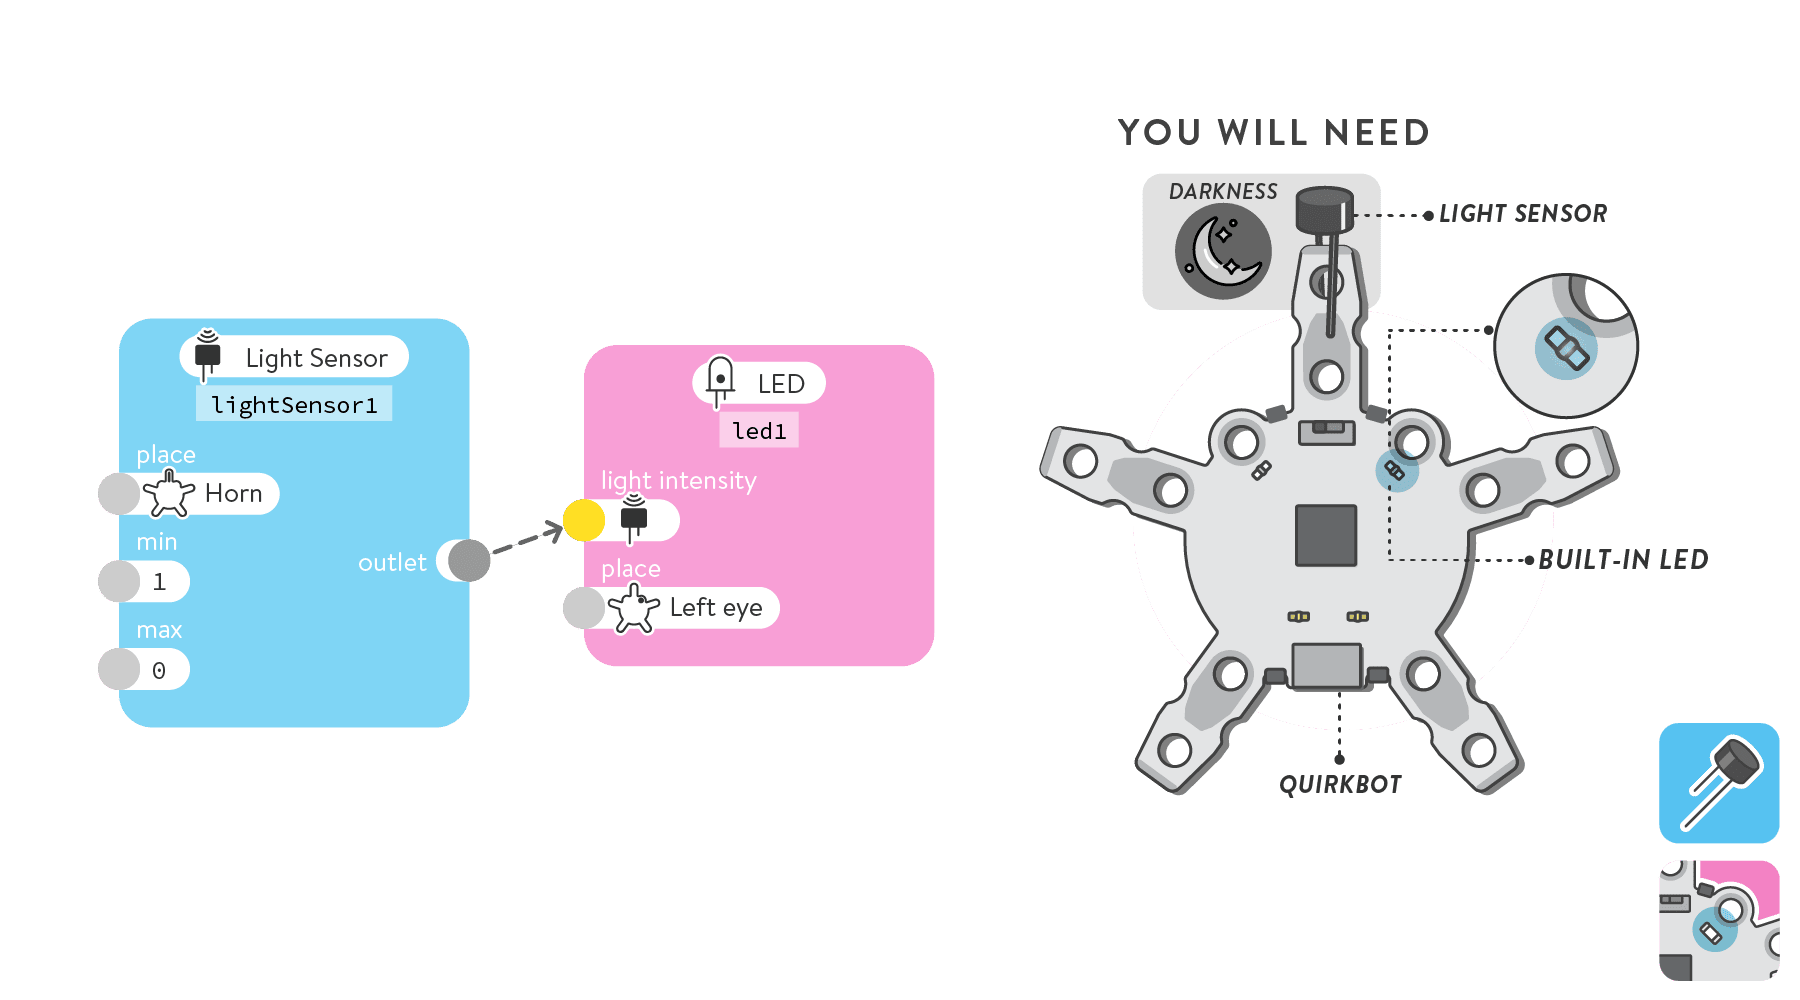 Light Sensor
lightSensor1
place
Horn
min
1
outlet
max
0
LED
led1
light intensity
place
Left eye
YOU WILL NEED
DARKNESS
LIGHT SENSOR
BUILT-IN LED
QUIRKBOT